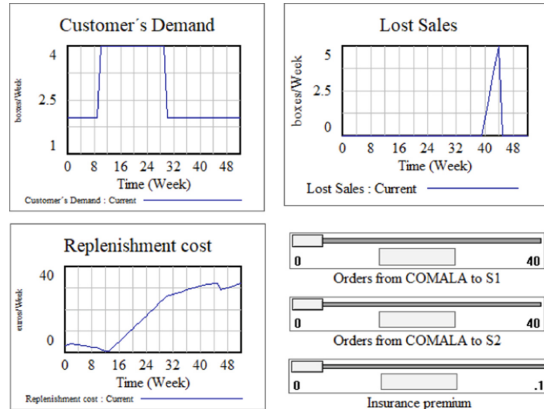 Customer´s Demand
4
2.5
1
boxes/Week
0 8 16 24 32 40 48
Time (Week)
Customer´s Demand : Current
Lost Sales
5
2.5
0
boxes/Week
0 8 16 24 32 40 48
Time (Week)
Lost Sales : Current
Replenishment cost
40
0
euros/Week
0 8 16 24 32 40 48
Time (Week)
Replenishment cost : Current
0 40
Orders from COMALA to S1
0 40
Orders from COMALA to S2
0 .1
Insurance premium